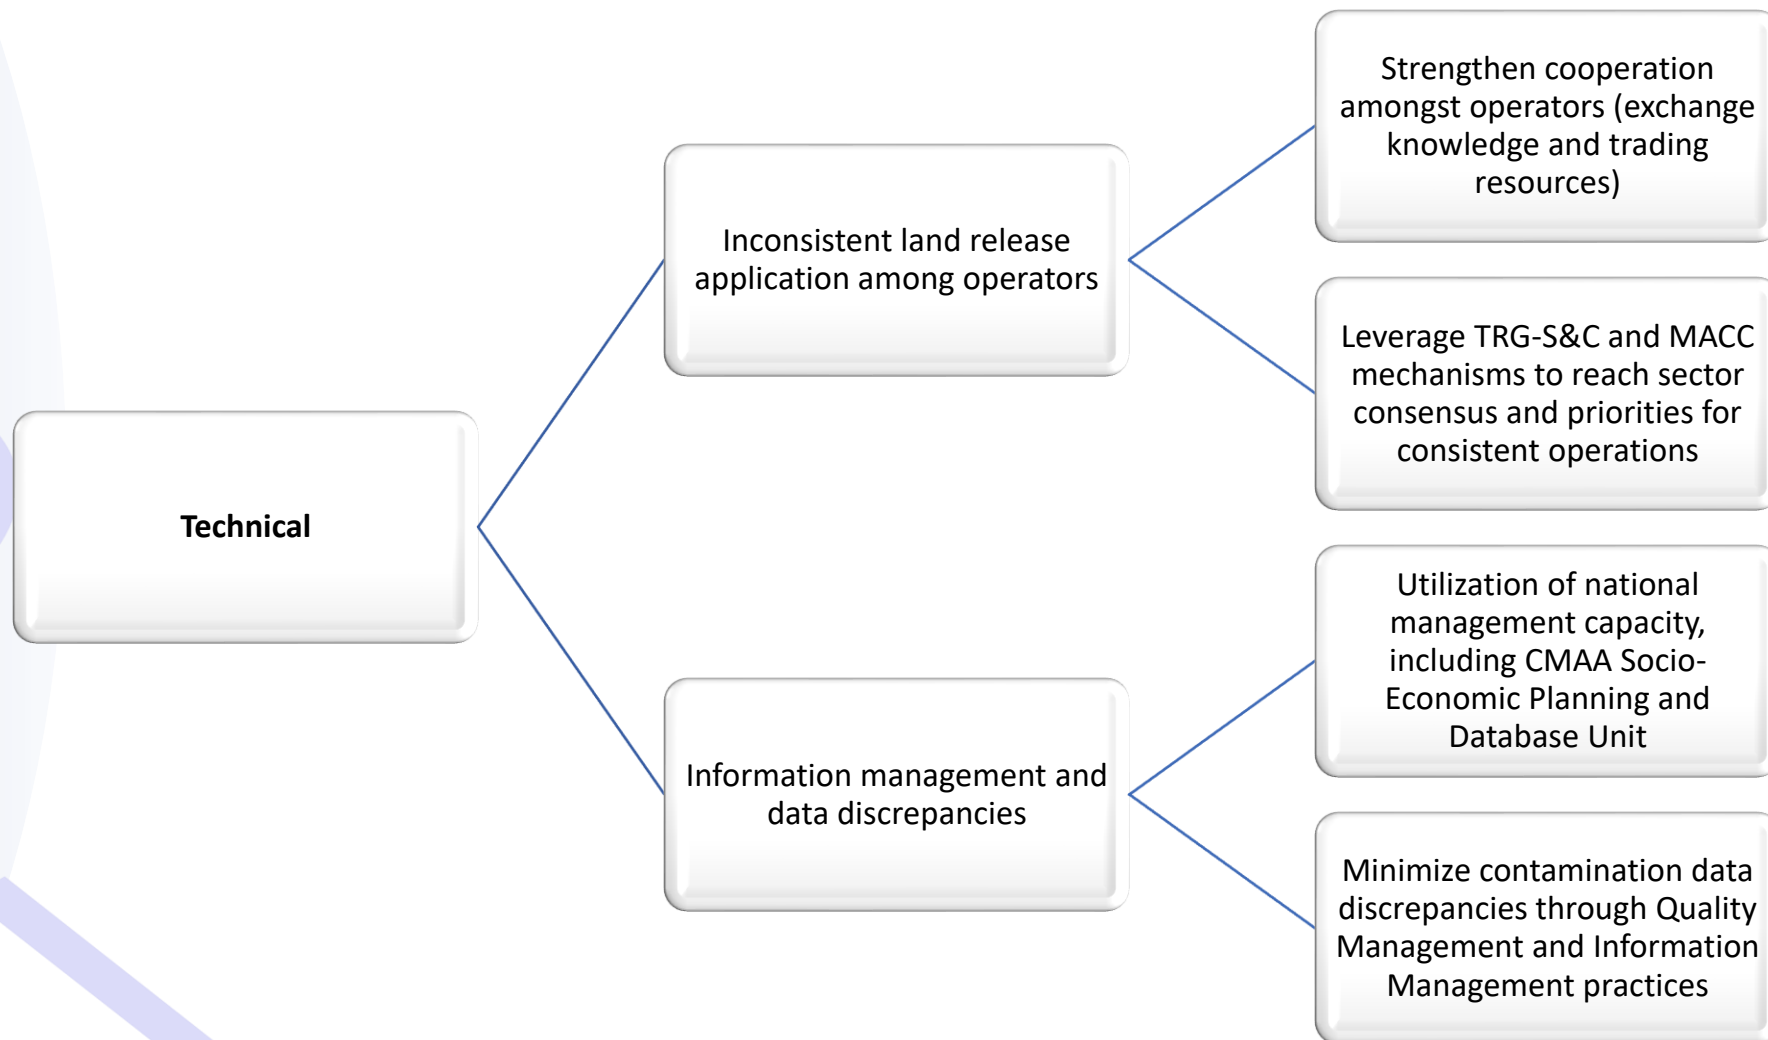 Technical
Inconsistent land release
application among operators
Strengthen cooperation
amongst operators (exchange
knowledge and trading
resources)
Leverage TRG-S&C and MACC
mechanisms to reach sector
consensus and priorities for
consistent operations
Information management and
data discrepancies
Utilization of national
management capacity,
including CMAA Socio-
Economic Planning and
Database Unit
Minimize contamination data
discrepancies through Quality
Management and Information
Management practices